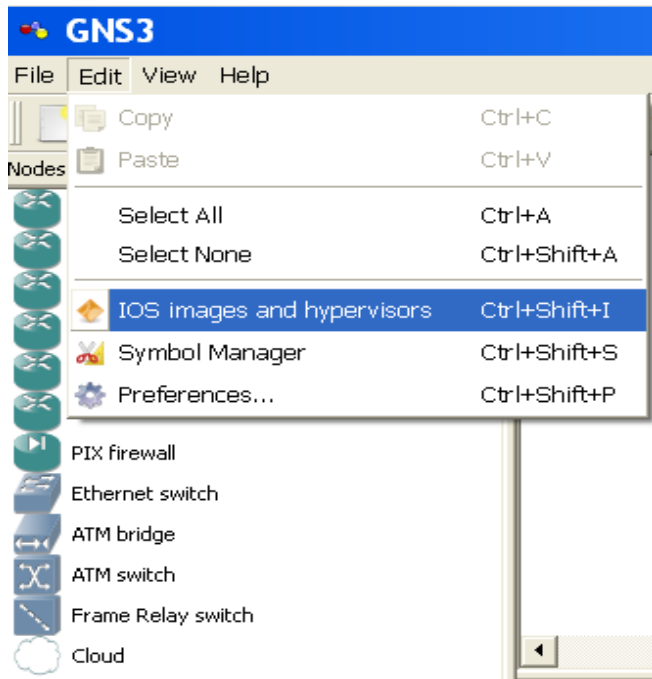 GNS3
File Edit View Help
Copy Ctrl+C
Nodes
Paste Ctrl+V
Select All Ctrl+A
Select None Ctrl+Shift+A
IOS images and hypervisors Ctrl+Shift+I
Symbol Manager Ctrl+Shift+S
Preferences... Ctrl+Shift+P
PIX firewall
Ethernet switch
ATM bridge
ATM switch
Frame Relay switch
Cloud